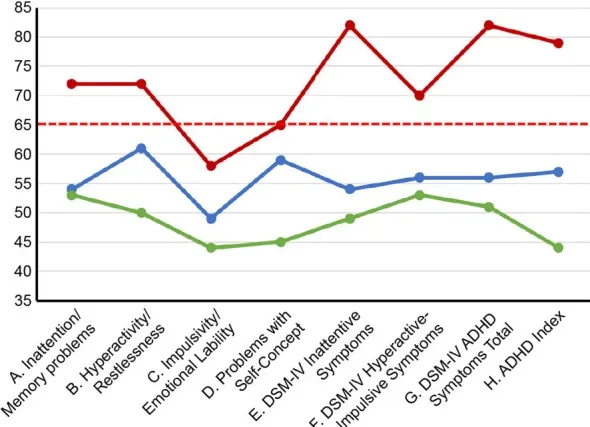 85
80
75
70
65
60
55
50
45
40
35
A. Inattention/
Memory problems
B. Hyperactivity/
Restlessness
C. Impulsivity/
Emotional Lability
D. Problems with
Self-Concept
E. DSM-IV Inattentive
Symptoms
F. DSM-IV Hyperactive-
Impulsive Symptoms
G. DSM-IV ADHD
Symptoms Total
H. ADHD Index